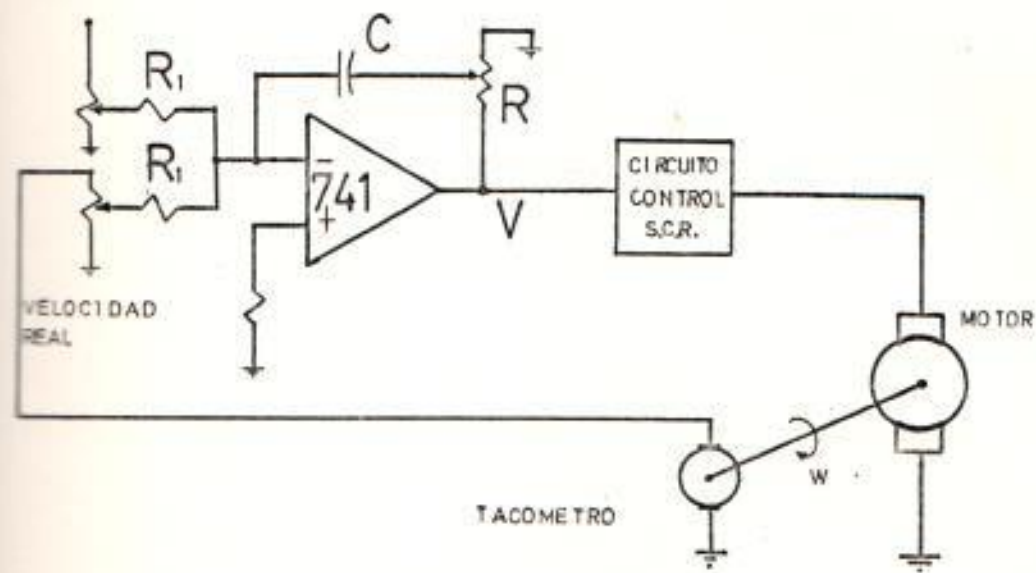 C
R₁
R
R₁
-
741
+
V
CIRCUITO
CONTROL
S.C.R.
VELOCIDAD
REAL
MOTOR
W
TACOMETRO